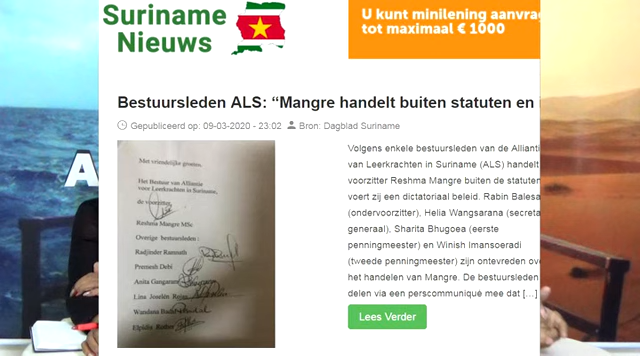 Suriname
Nieuws
U kunt minilening aanvra
tot maximaal € 1000
Bestuursleden ALS: “Mangre handelt buiten statuten en
Gepubliceerd op: 09-03-2020 - 23:02 Bron: Dagblad Suriname
Met vriendelijke groeten,
Het Bestuur van Alliantie
voor Leerkrachten in Suriname,
de voorzitter,
Reshma Mangre MSc
Overige bestuursleden :
Radjinder Ramnath
Premesh Debi
Anita Gangaram
Lina Joselin
Wandana
Elpidia
Volgens enkele bestuursleden van de Alliantie
van Leerkrachten in Suriname (ALS) handelt
voorzitter Reshma Mangre buiten de statuten
voert zij een dictatoriaal beleid. Rabin Balesa
(ondervoorzitter), Helia Wangsarana (secreta
generaal), Sharita Bhugoea (eerste
penningmeester) en Winish Imansoeradi
(tweede penningmeester) zijn ontevreden ov
het handelen van Mangre. De bestuursleden
delen via een perscommuniqué mee dat [...]
Lees Verder
A